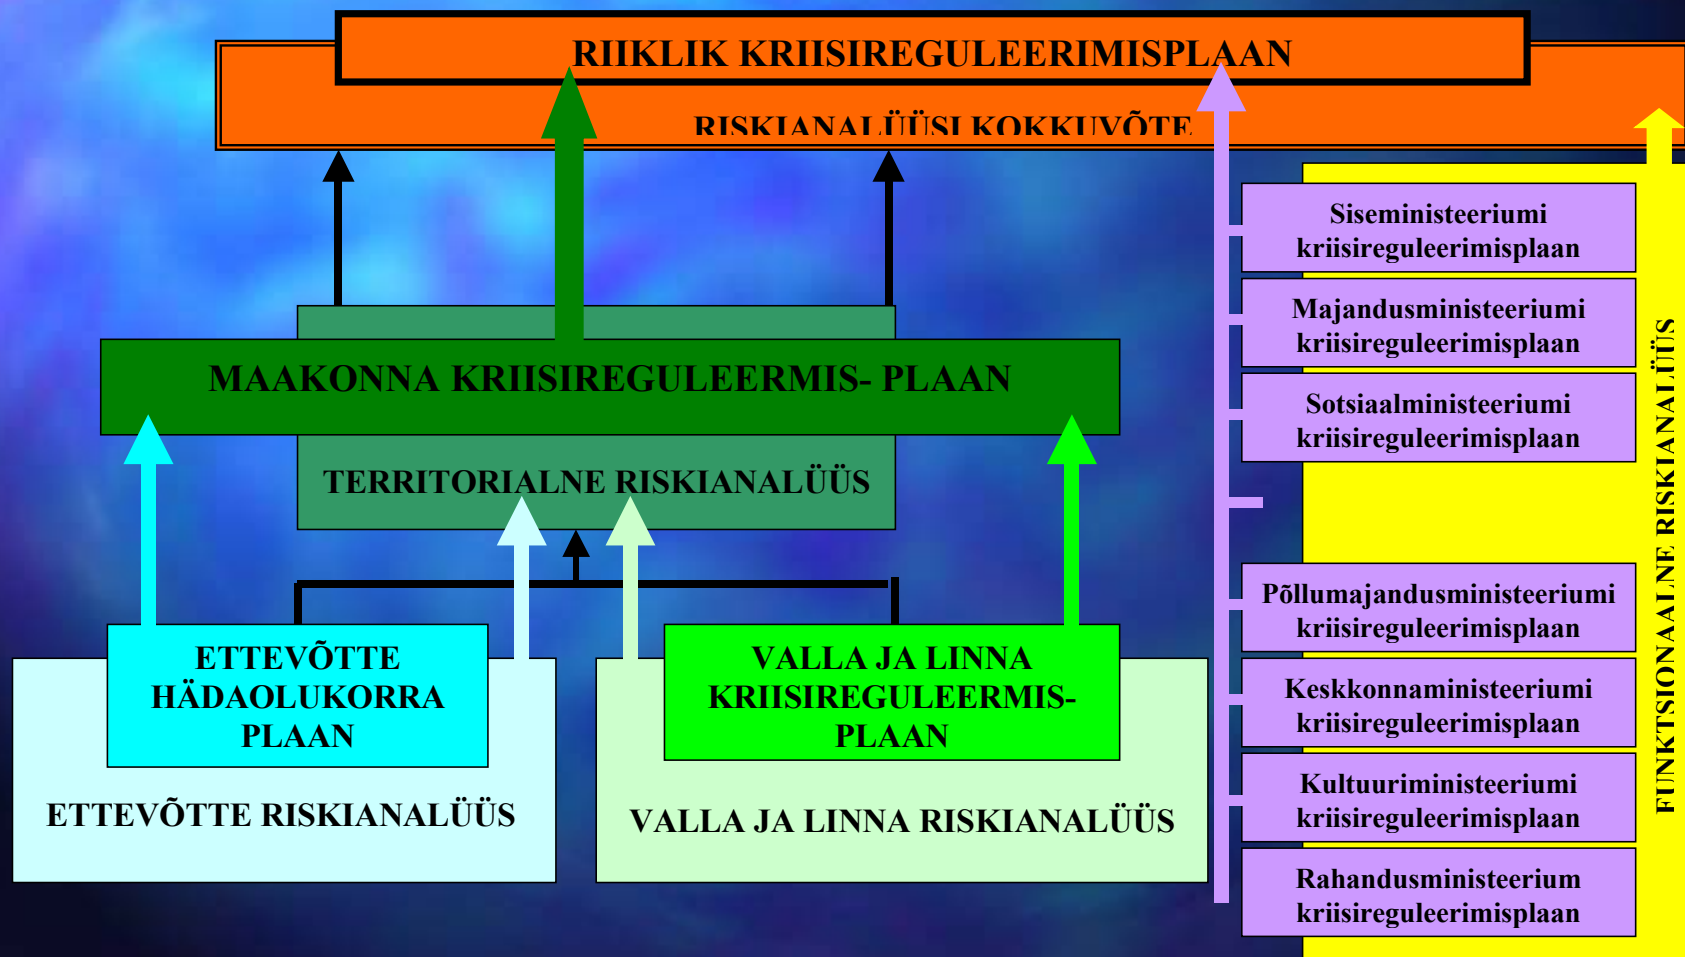 RIIKLIK KRIISIREGULEERIMISPLAAN
RISKIANALÜÜSI KOKKUVÕTE
MAAKONNA KRIISIREGULEERMIS- PLAAN
TERRITORIALNE RISKIANALÜÜS
ETTEVÕTTE
HÄDAOLUKORRA
PLAAN
ETTEVÕTTE RISKIANALÜÜS
VALLA JA LINNA
KRIISIREGULEERMIS-
PLAAN
VALLA JA LINNA RISKIANALÜÜS
Siseministeeriumi
kriisireguleerimisplaan
Majandusministeeriumi
kriisireguleerimisplaan
Sotsiaalministeeriumi
kriisireguleerimisplaan
Põllumajandusministeeriumi
kriisireguleerimisplaan
Keskkonnaministeeriumi
kriisireguleerimisplaan
Kultuuriministeeriumi
kriisireguleerimisplaan
Rahandusministeerium
kriisireguleerimisplaan
FUNKTSIONAALNE RISKIANALÜÜS